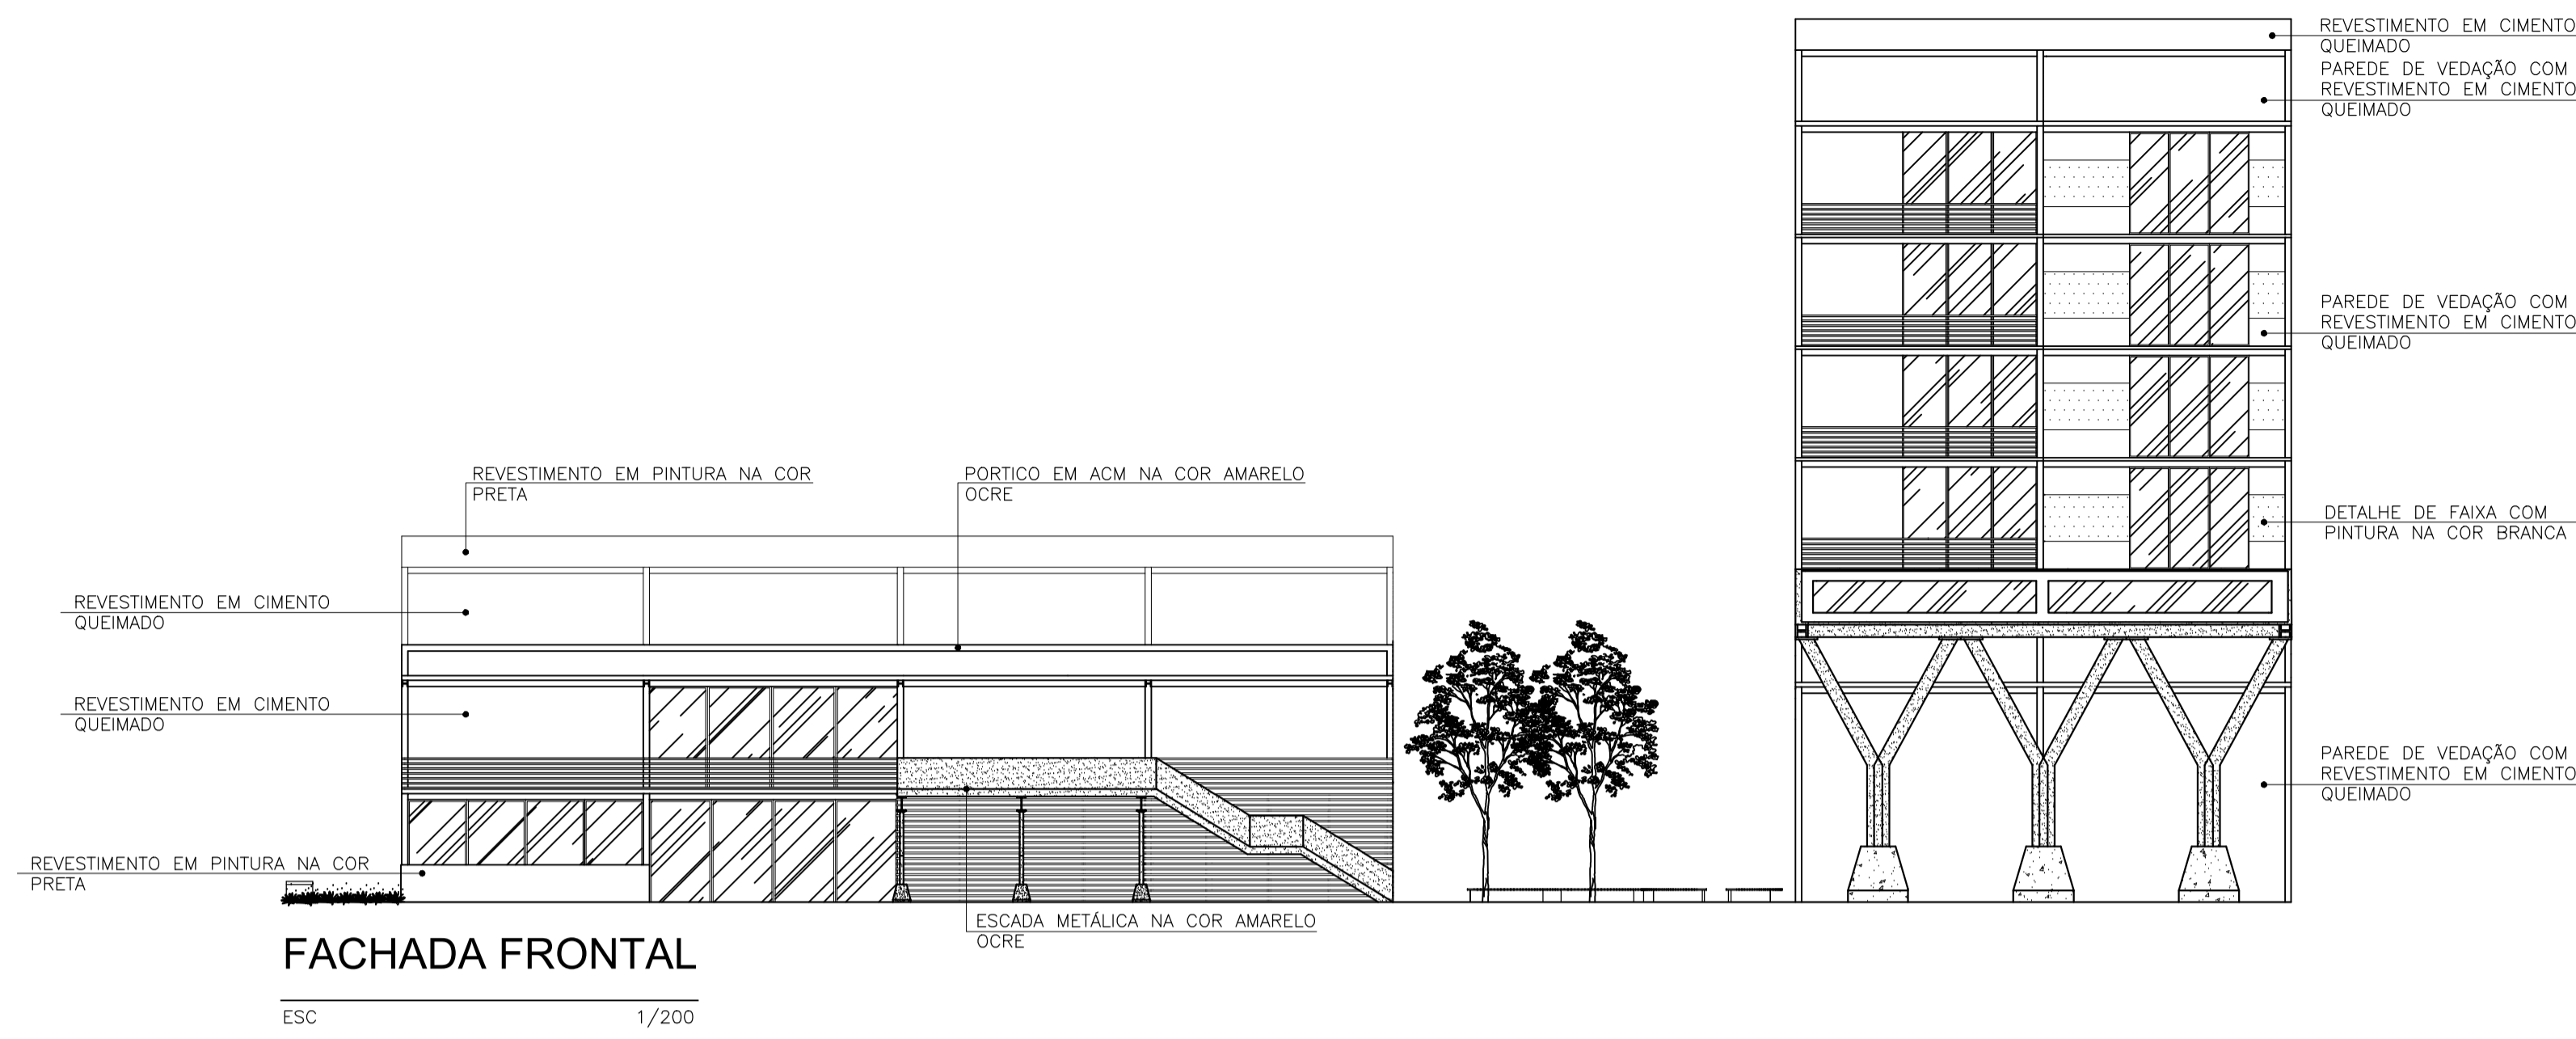 REVESTIMENTO EM CIMENTO
QUEIMADO
PAREDE DE VEDAÇÃO COM
REVESTIMENTO EM CIMENTO
QUEIMADO
PAREDE DE VEDAÇÃO COM
REVESTIMENTO EM CIMENTO
QUEIMADO
REVESTIMENTO EM PINTURA NA COR
PRETA
PORTICO EM ACM NA COR AMARELO
OCRE
DETALHE DE FAIXA COM
PINTURA NA COR BRANCA
REVESTIMENTO EM CIMENTO
QUEIMADO
REVESTIMENTO EM CIMENTO
QUEIMADO
PAREDE DE VEDAÇÃO COM
REVESTIMENTO EM CIMENTO
QUEIMADO
REVESTIMENTO EM PINTURA NA COR
PRETA
ESCADA METÁLICA NA COR AMARELO
OCRE
FACHADA FRONTAL
ESC 1/200